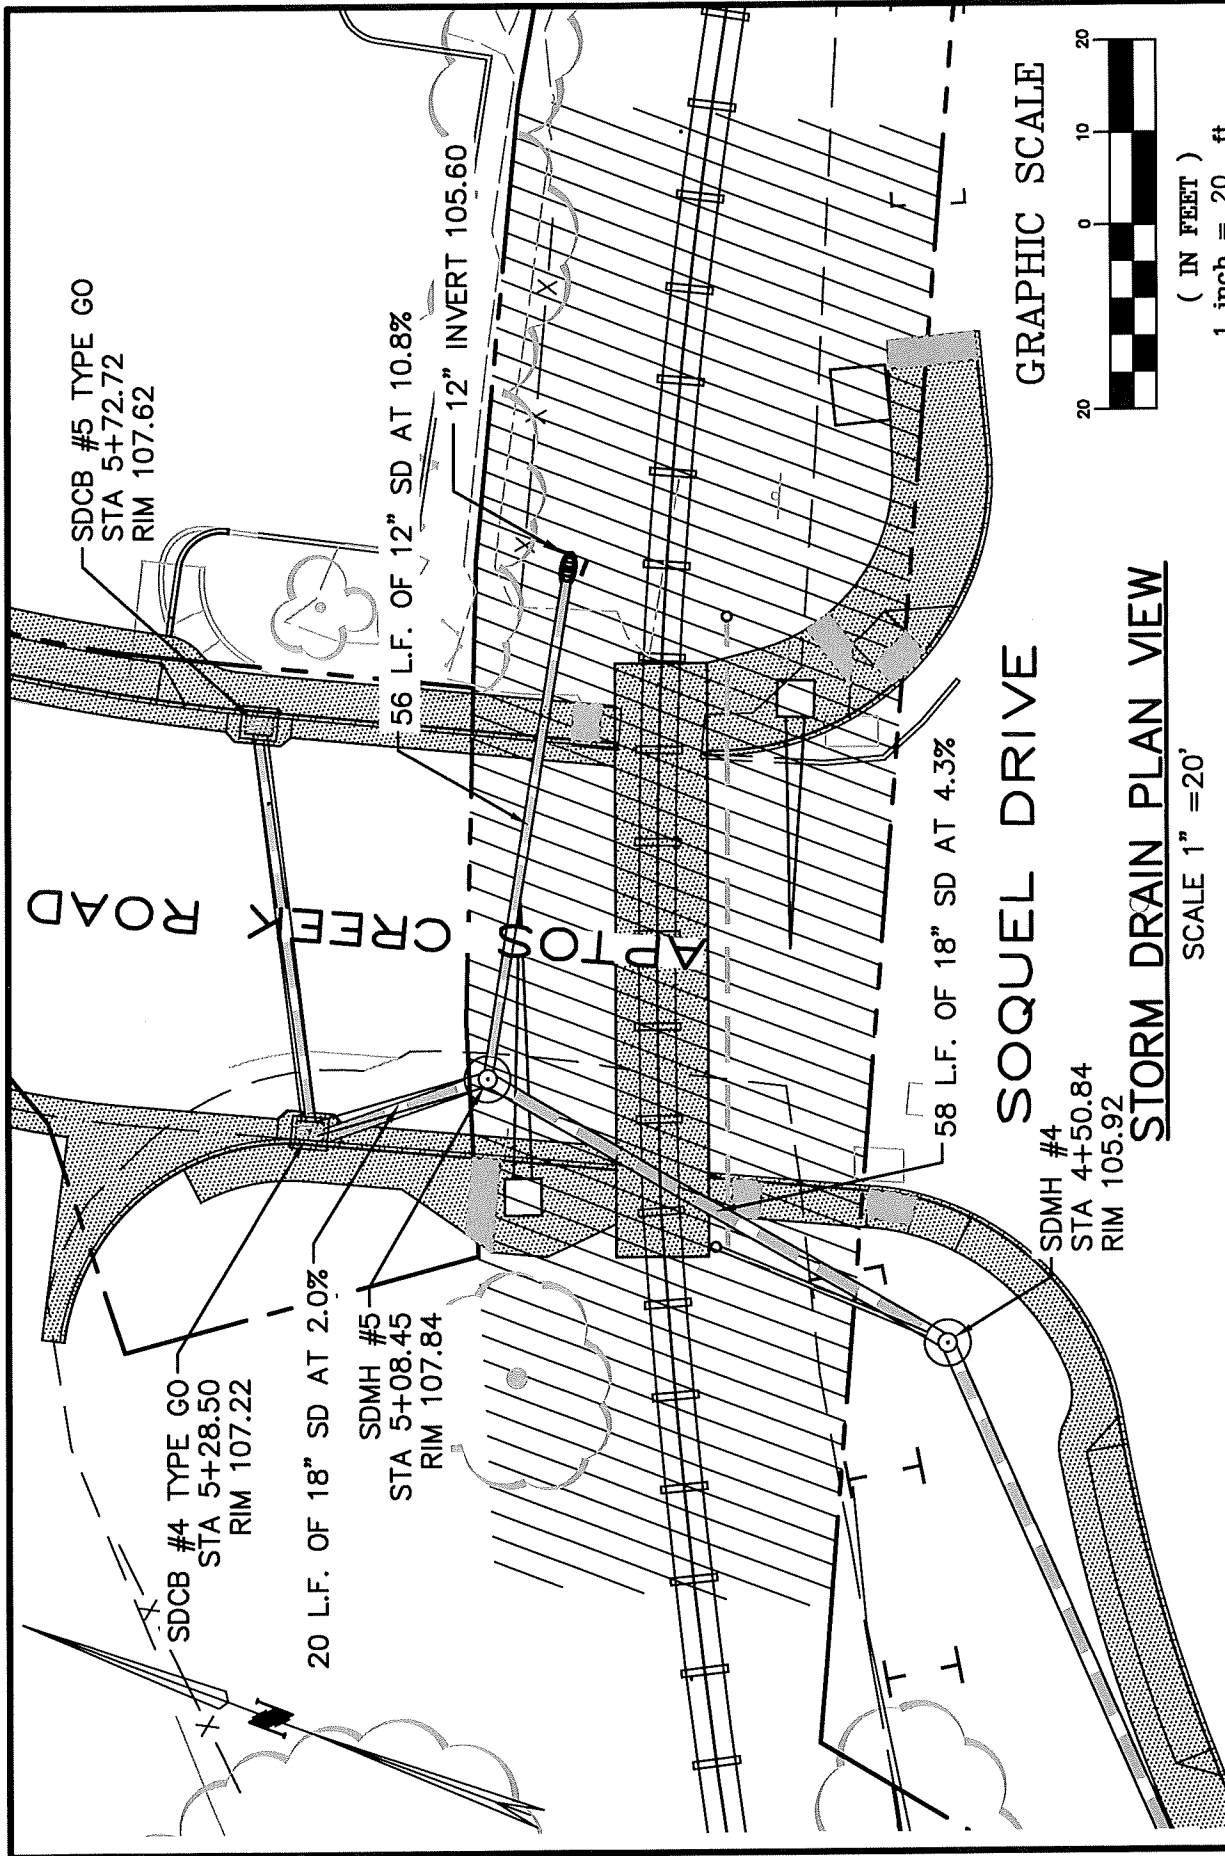 SDCB #5 TYPE GO
STA 5+72.72
RIM 107.62
56 L.F. OF 12" SD AT 10.8%
12" INVERT 105.60
APTOS CREEK ROAD
SDCB #4 TYPE GO
STA 5+28.50
RIM 107.22
20 L.F. OF 18" SD AT 2.0%
SDMH #5
STA 5+08.45
RIM 107.84
58 L.F. OF 18" SD AT 4.3%
SOQUEL DRIVE
SDMH #4
STA 4+50.84
RIM 105.92
STORM DRAIN PLAN VIEW
SCALE 1" =20'
GRAPHIC SCALE
20 0 10 20
( IN FEET )
1 inch = 20 ft
N